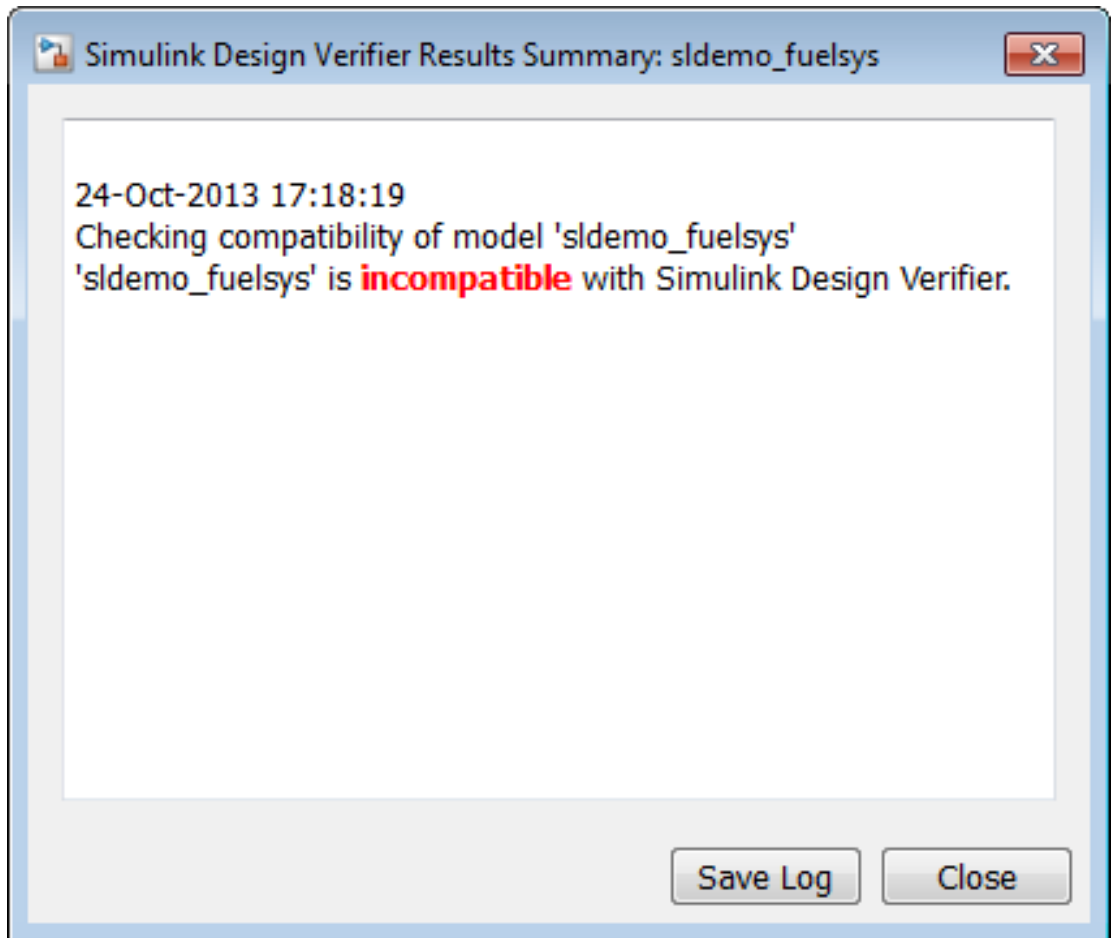 Simulink Design Verifier Results Summary: sldemo_fuelsys
24-Oct-2013 17:18:19
Checking compatibility of model 'sldemo_fuelsys'
'sldemo_fuelsys' is incompatible with Simulink Design Verifier.
Save Log Close